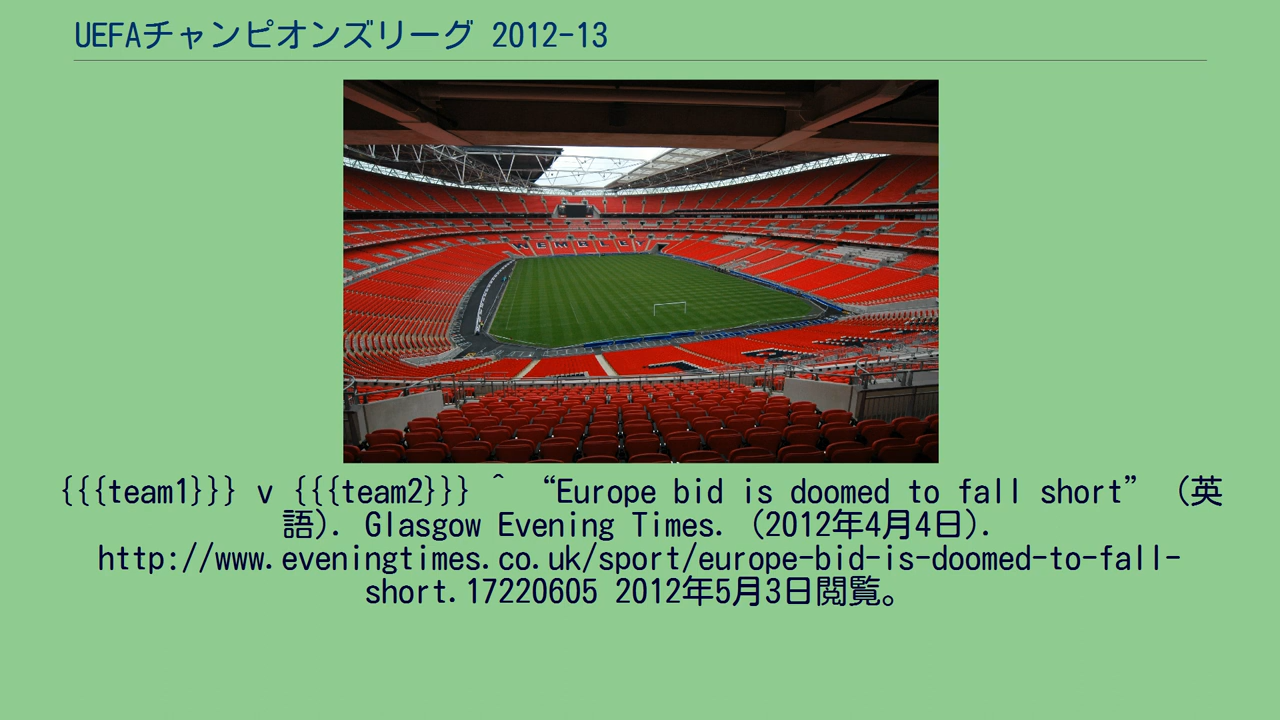 UEFAチャンピオンズリーグ 2012-13
WEMBLEY
{{{team1}}} v {{{team2}}} ^ “Europe bid is doomed to fall short” (英
語). Glasgow Evening Times. (2012年4月4日).
http://www.eveningtimes.co.uk/sport/europe-bid-is-doomed-to-fall-
short.17220605 2012年5月3日閲覧。